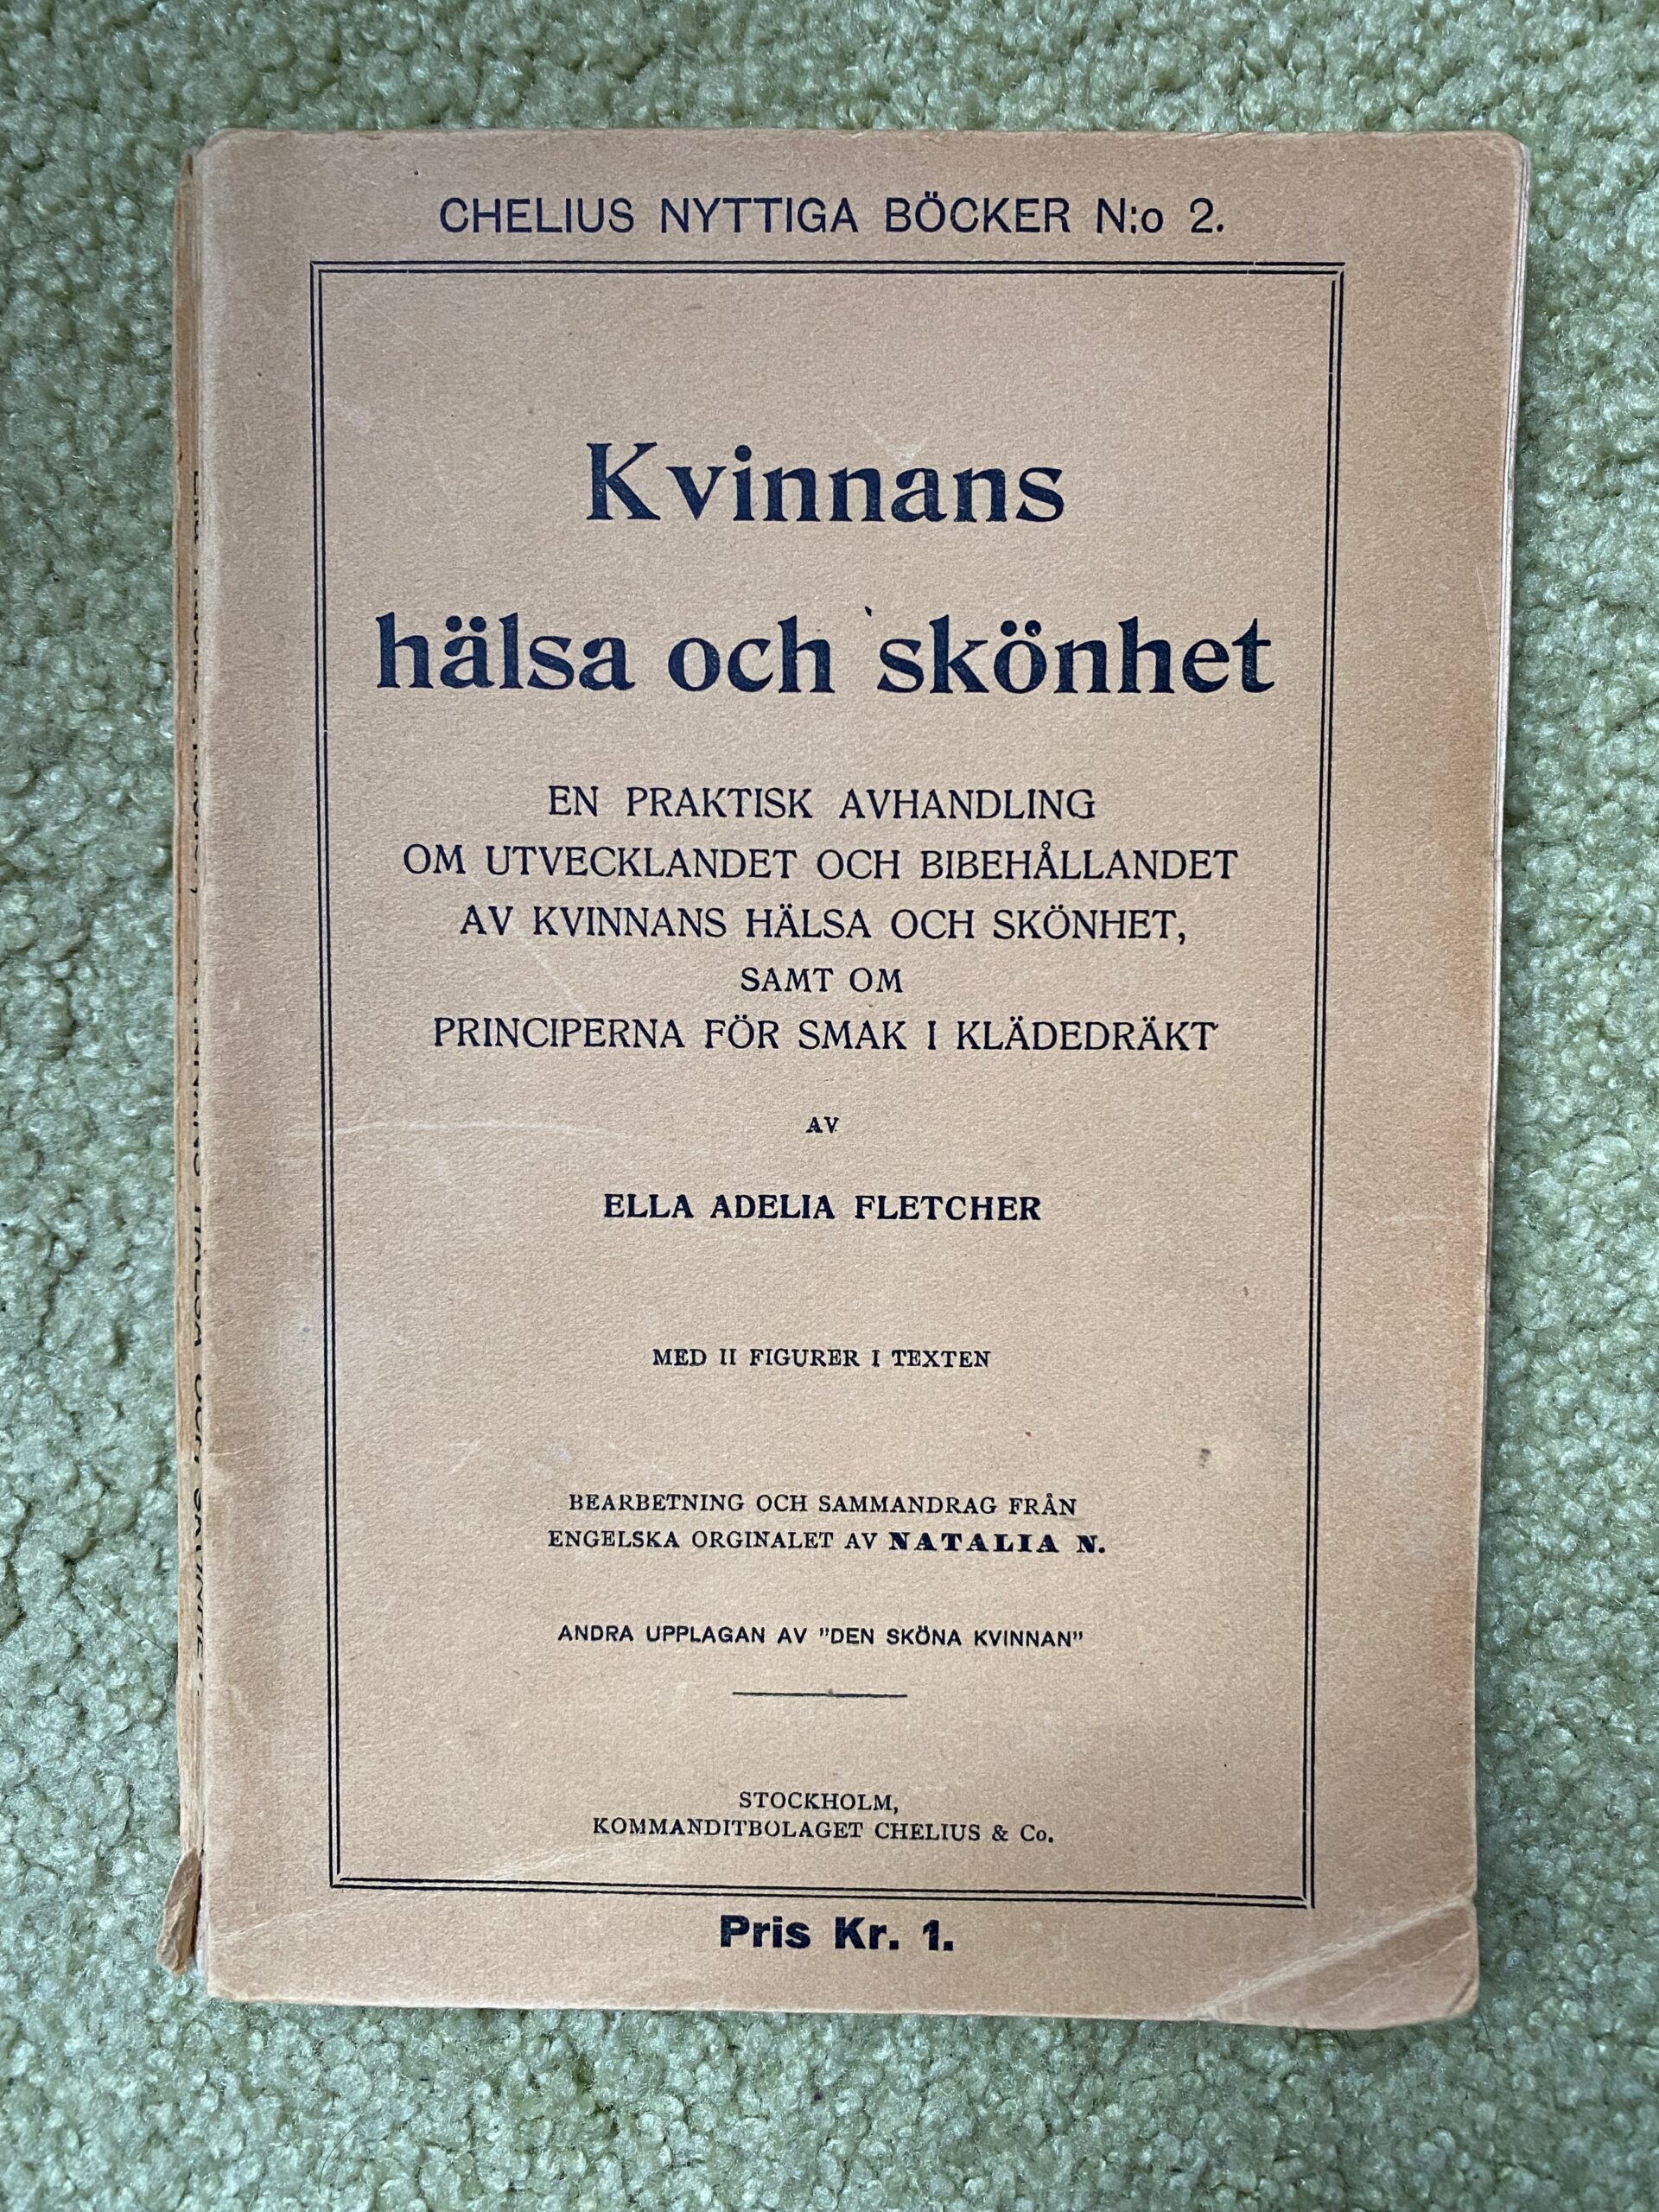 CHELIUS NYTTIGA BÖCKER N:o 2.
Kvinnans
hälsa och skönhet
EN PRAKTISK AVHANDLING
OM UTVECKLANDET OCH BIBEHÅLLANDET
AV KVINNANS HÄLSA OCH SKÖNHET,
SAMT OM
PRINCIPERNA FÖR SMAK I KLÄDEDRÄKT
AV
ELLA ADELIA FLETCHER
MED II FIGURER I TEXTEN
BEARBETNING OCH SAMMANDRAG FRÅN
ENGELSKA ORGINALET AV NATALIA N.
ANDRA UPPLAGAN AV ”DEN SKÖNA KVINNAN”
STOCKHOLM,
KOMMANDITBOLAGET CHELIUS & Co.
Pris Kr. 1.